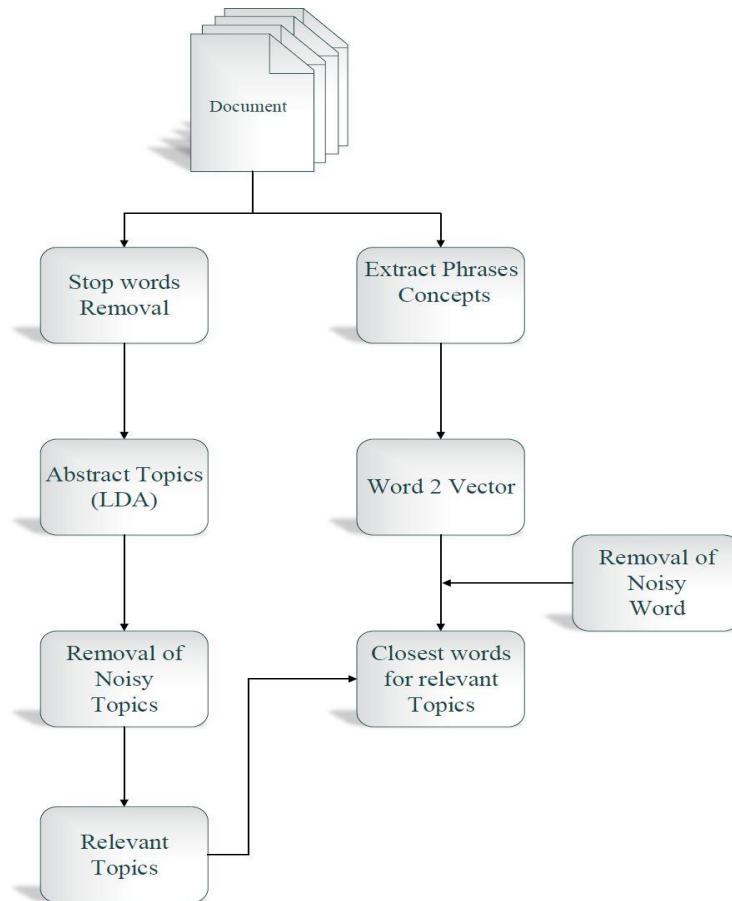 Document
Stop words
Removal
Extract Phrases
Concepts
Abstract Topics
(LDA)
Word 2 Vector
Removal of
Noisy
Word
Removal of
Noisy
Topics
Closest words
for relevant
Topics
Relevant
Topics